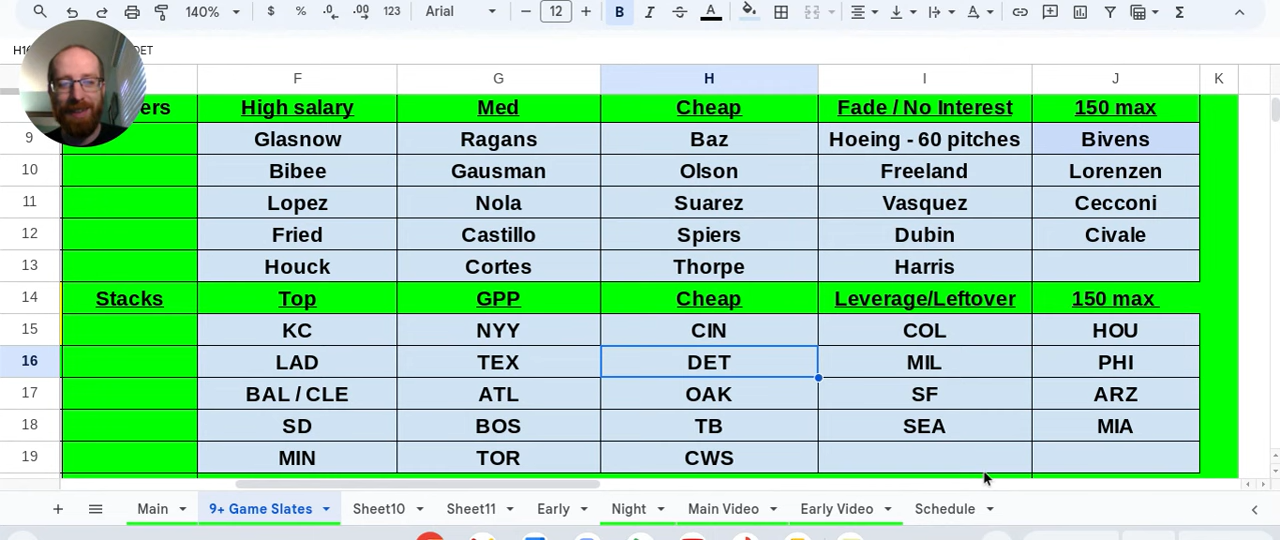 140% $ % .0 .00 123 Arial 12 B I A
DET
F G H I J K
ers High salary Med Cheap Fade / No Interest 150 max
9 Glasnow Ragans Baz Hoeing - 60 pitches Bivens
10 Bibee Gausman Olson Freeland Lorenzen
11 Lopez Nola Suarez Vasquez Cecconi
12 Fried Castillo Spiers Dubin Civale
13 Houck Cortes Thorpe Harris
14 Stacks Top GPP Cheap Leverage/Leftover 150 max
15 KC NYY CIN COL HOU
16 LAD TEX DET MIL PHI
17 BAL / CLE ATL OAK SF ARZ
18 SD BOS TB SEA MIA
19 MIN TOR CWS
Main 9+ Game Slates Sheet10 Sheet11 Early Night Main Video Early Video Schedule